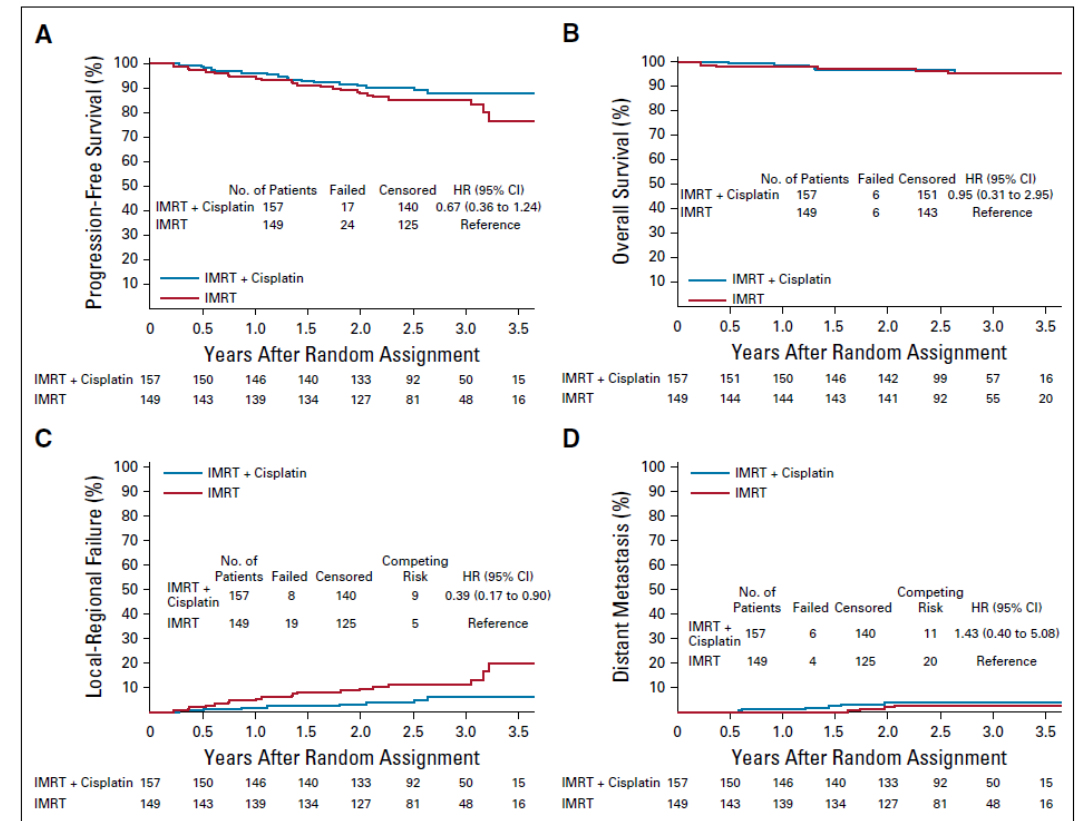 A
Progression-Free Survival (%)
100
90
80
70
60
50
40
30
20
10
No. of Patients Failed Censored HR (95% CI)
IMRT + Cisplatin 157 17 140 0.67 (0.36 to 1.24)
IMRT 149 24 125 Reference
IMRT + Cisplatin
IMRT
0 0.5 1.0 1.5 2.0 2.5 3.0 3.5
Years After Random Assignment
IMRT + Cisplatin 157 150 146 140 133 92 50 15
IMRT 149 143 139 134 127 81 48 16
B
Overall Survival (%)
100
90
80
70
60
50
40
30
20
10
No. of Patients Failed Censored HR (95% CI)
IMRT + Cisplatin 157 6 151 0.95 (0.31 to 2.95)
IMRT 149 6 143 Reference
IMRT + Cisplatin
IMRT
0 0.5 1.0 1.5 2.0 2.5 3.0 3.5
Years After Random Assignment
IMRT + Cisplatin 157 151 150 146 142 99 57 16
IMRT 149 144 144 143 141 92 55 20
C
Local-Regional Failure (%)
100
90
80
70
60
50
40
30
20
10
IMRT + Cisplatin
IMRT
No. of Competing
Patients Failed Censored Risk HR (95% CI)
IMRT +
Cisplatin 157 8 140 9 0.39 (0.17 to 0.90)
IMRT 149 19 125 5 Reference
0 0.5 1.0 1.5 2.0 2.5 3.0 3.5
Years After Random Assignment
IMRT + Cisplatin 157 150 146 140 133 92 50 15
IMRT 149 143 139 134 127 81 48 16
D
Distant Metastasis (%)
100
90
80
70
60
50
40
30
20
10
IMRT + Cisplatin
IMRT
No. of Competing
Patients Failed Censored Risk HR (95% CI)
IMRT +
Cisplatin 157 6 140 11 1.43 (0.40 to 5.08)
IMRT 149 4 125 20 Reference
0 0.5 1.0 1.5 2.0 2.5 3.0 3.5
Years After Random Assignment
IMRT + Cisplatin 157 150 146 140 133 92 50 15
IMRT 149 143 139 134 127 81 48 16